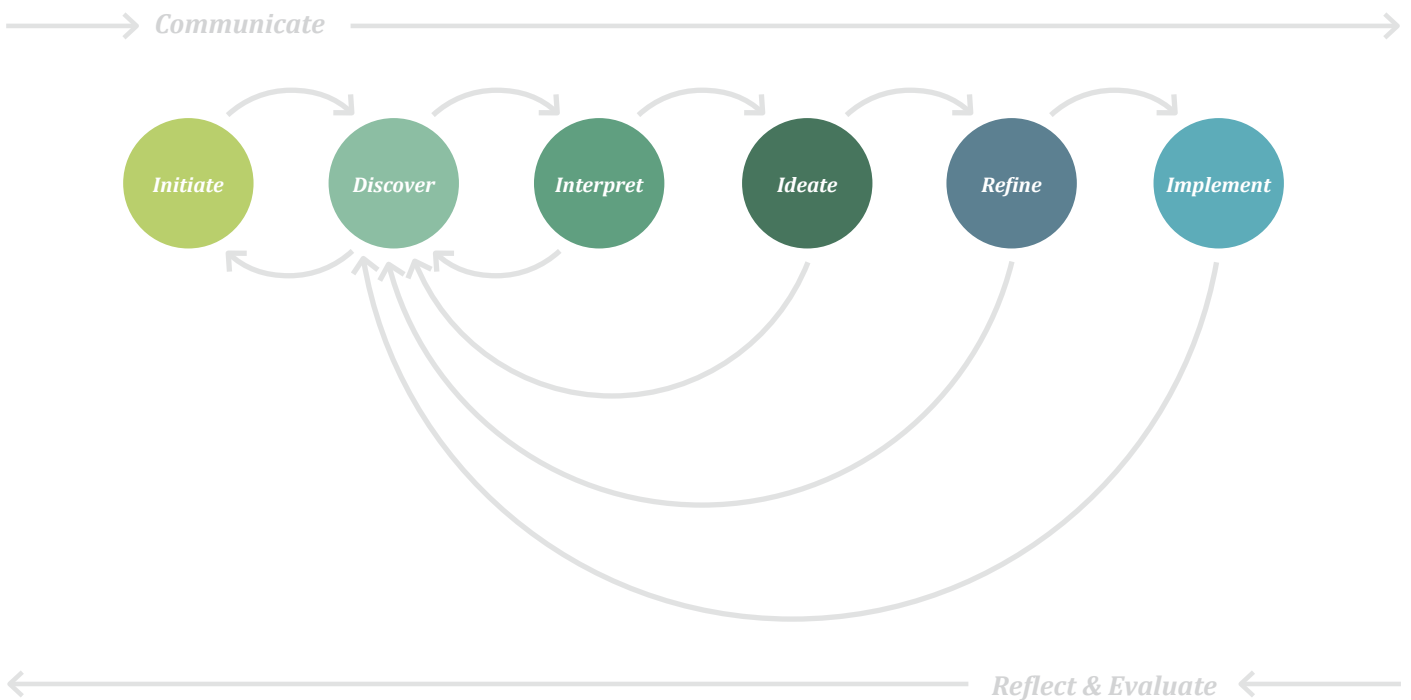 Communicate
Initiate
Discover
Interpret
Ideate
Refine
Implement
Reflect & Evaluate